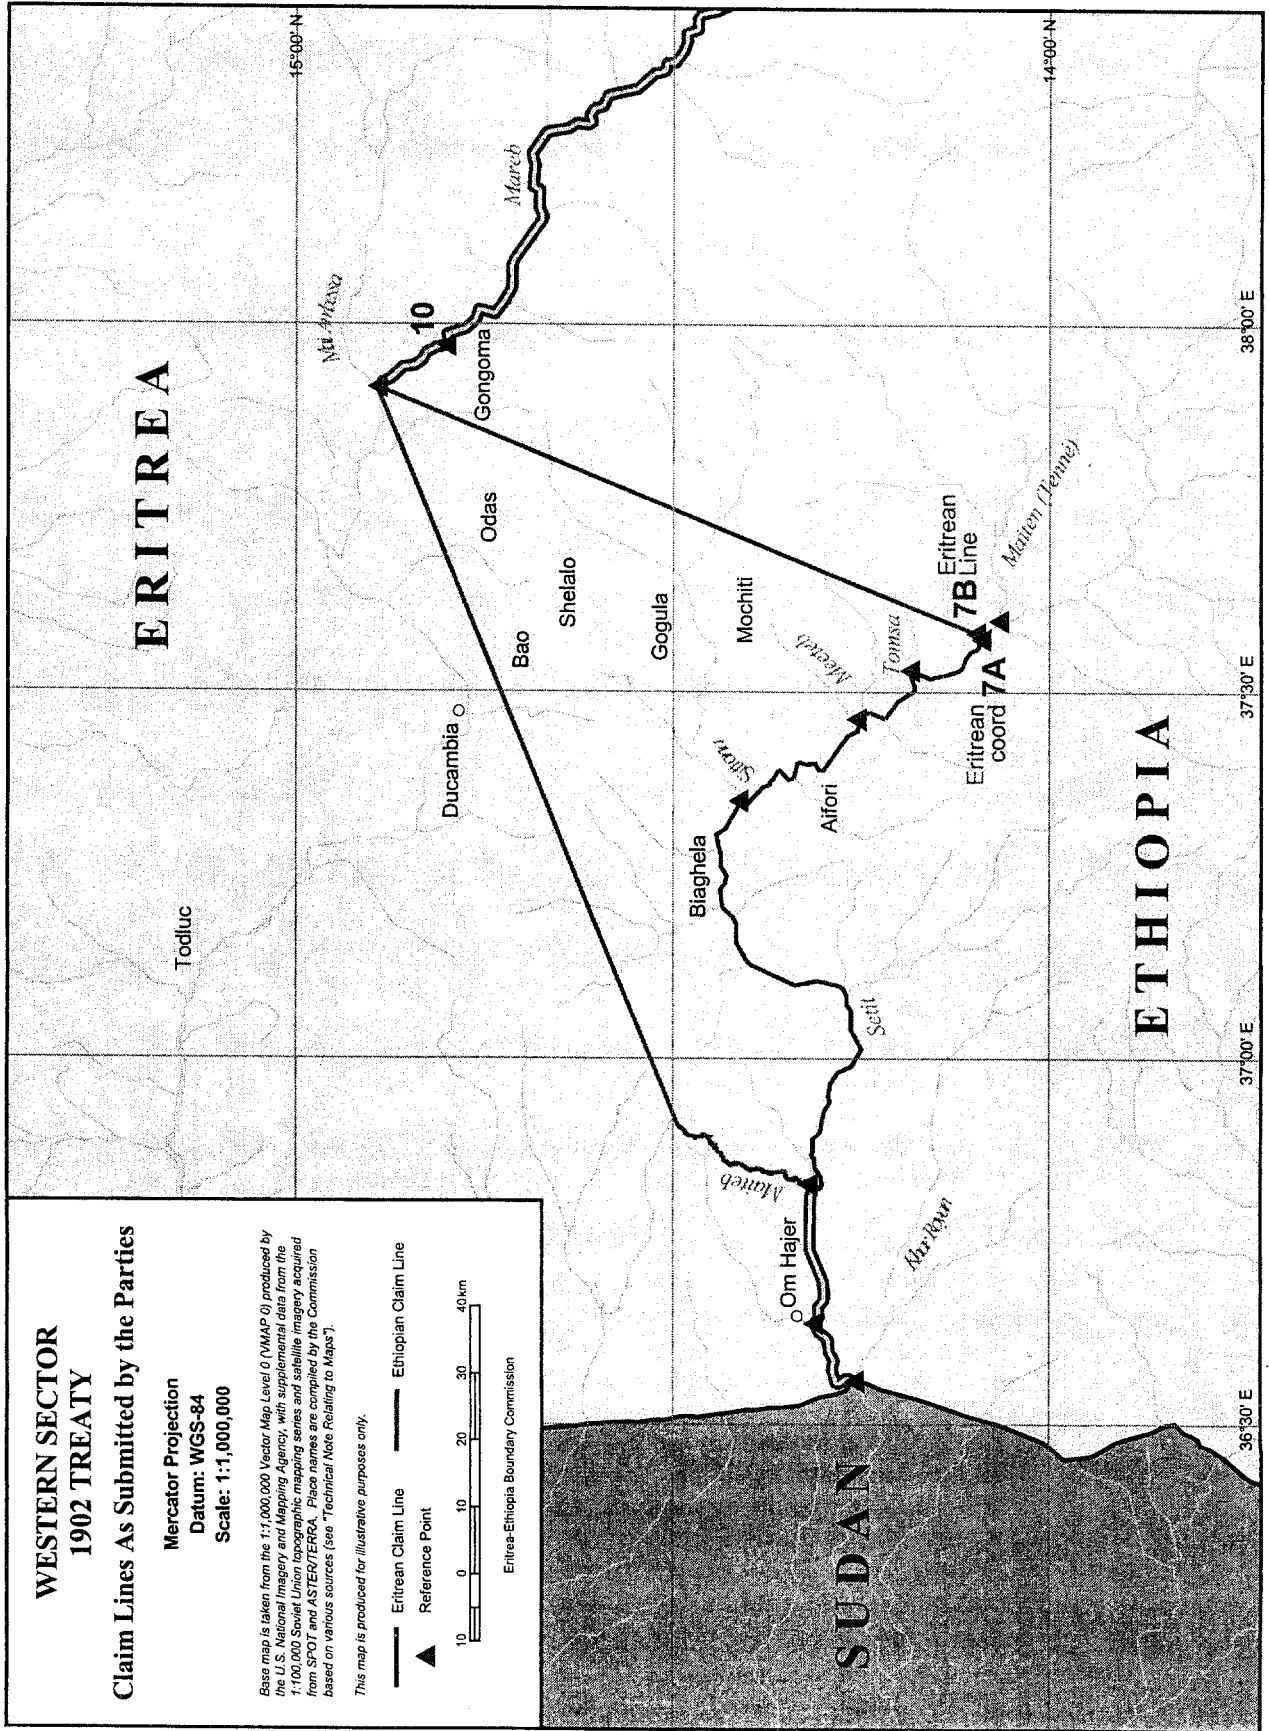 WESTERN SECTOR
1902 TREATY
Claim Lines As Submitted by the Parties
Mercator Projection
Datum: WGS-84
Scale: 1:1,000,000
Base map is taken from the 1:1,000,000 Vector Map Level 0 (VMAP 0) produced by
the U.S. National Imagery and Mapping Agency, with supplemental data from the
1:100,000 Soviet Union topographic mapping series and satellite imagery acquired
from SPOT and ASTER/TERRA. Place names are compiled by the Commission
based on various sources (see "Technical Note Relating to Maps").
This map is produced for illustrative purposes only.
Eritrean Claim Line
Ethiopian Claim Line
Reference Point
10 0 10 20 30 40km
Eritrea-Ethiopia Boundary Commission
ERITREA
15°00' N
Todluc
Mai Ambessa
Ducambia
10
Gongoma
Mareb
Odas
Bao
Shelalo
Gogula
Mochiti
Biaghela
Sittona
Meeteb
Aifori
Tomsa
Eritrean
7B Line
Eritrean
coord 7A
Maiten (Tenné)
Maiteb
Om Hajer
Setit
Khor Royan
14°00' N
ETHIOPIA
SUDAN
36°30' E
37°00' E
37°30' E
38°00' E